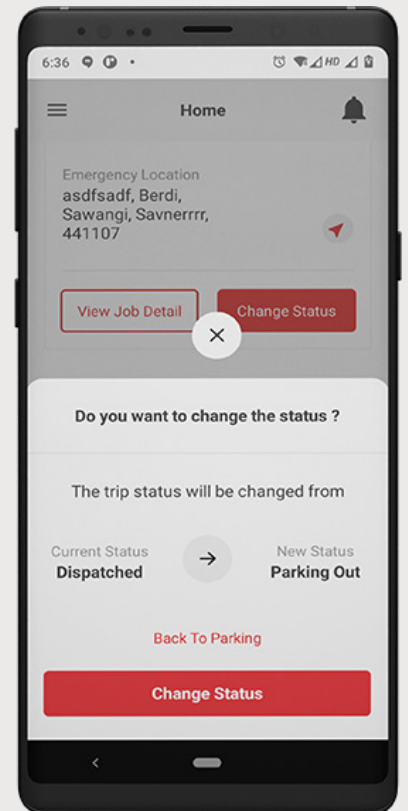 6:36
HD
Home
Emergency Location
asdfsadf, Berdi,
Sawangi, Savnerrrr,
441107
View Job Detail
Change Status
Do you want to change the status ?
The trip status will be changed from
Current Status
New Status
Dispatched
Parking Out
Back To Parking
Change Status